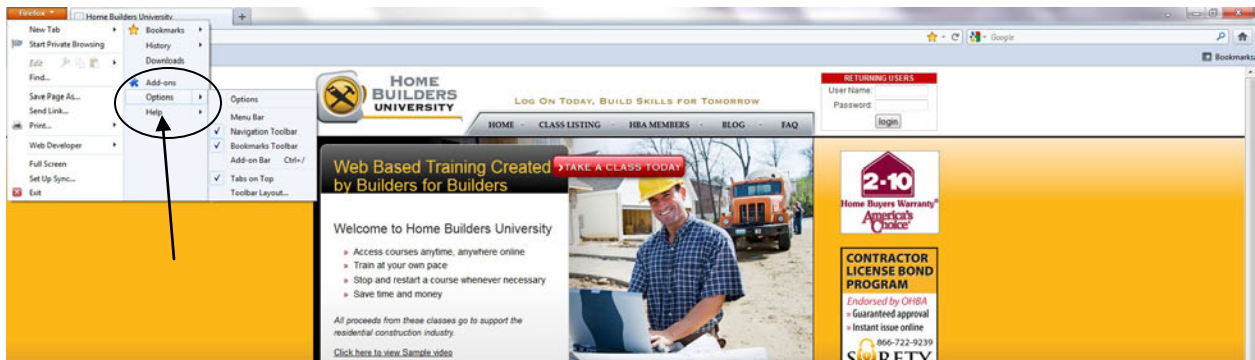 Firefox
Home Builders University
+
New Tab
Start Private Browsing
Edit
Find...
Save Page As...
Send Link...
Print...
Web Developer
Full Screen
Set Up Sync...
Exit
Bookmarks
History
Downloads
Add-ons
Options
Help
Options
Menu Bar
Navigation Toolbar
Bookmarks Toolbar
Add-on Bar Ctrl+/
Tabs on Top
Toolbar Layout...
Google
Bookmarks
HOME
BUILDERS
UNIVERSITY
LOG ON TODAY, BUILD SKILLS FOR TOMORROW
RETURNING USERS
User Name:
Password:
login
HOME - CLASS LISTING - HBA MEMBERS - BLOG - FAQ
Web Based Training Created
by Builders for Builders
TAKE A CLASS TODAY
Welcome to Home Builders University
» Access courses anytime, anywhere online
» Train at your own pace
» Stop and restart a course whenever necessary
» Save time and money
All proceeds from these classes go to support the
residential construction industry.
Click here to view Sample video
2-10
Home Buyers Warranty®
America's
Choice®
CONTRACTOR
LICENSE BOND
PROGRAM
Endorsed by OHBA
» Guaranteed approval
» Instant issue online
866-722-9239
SURETY